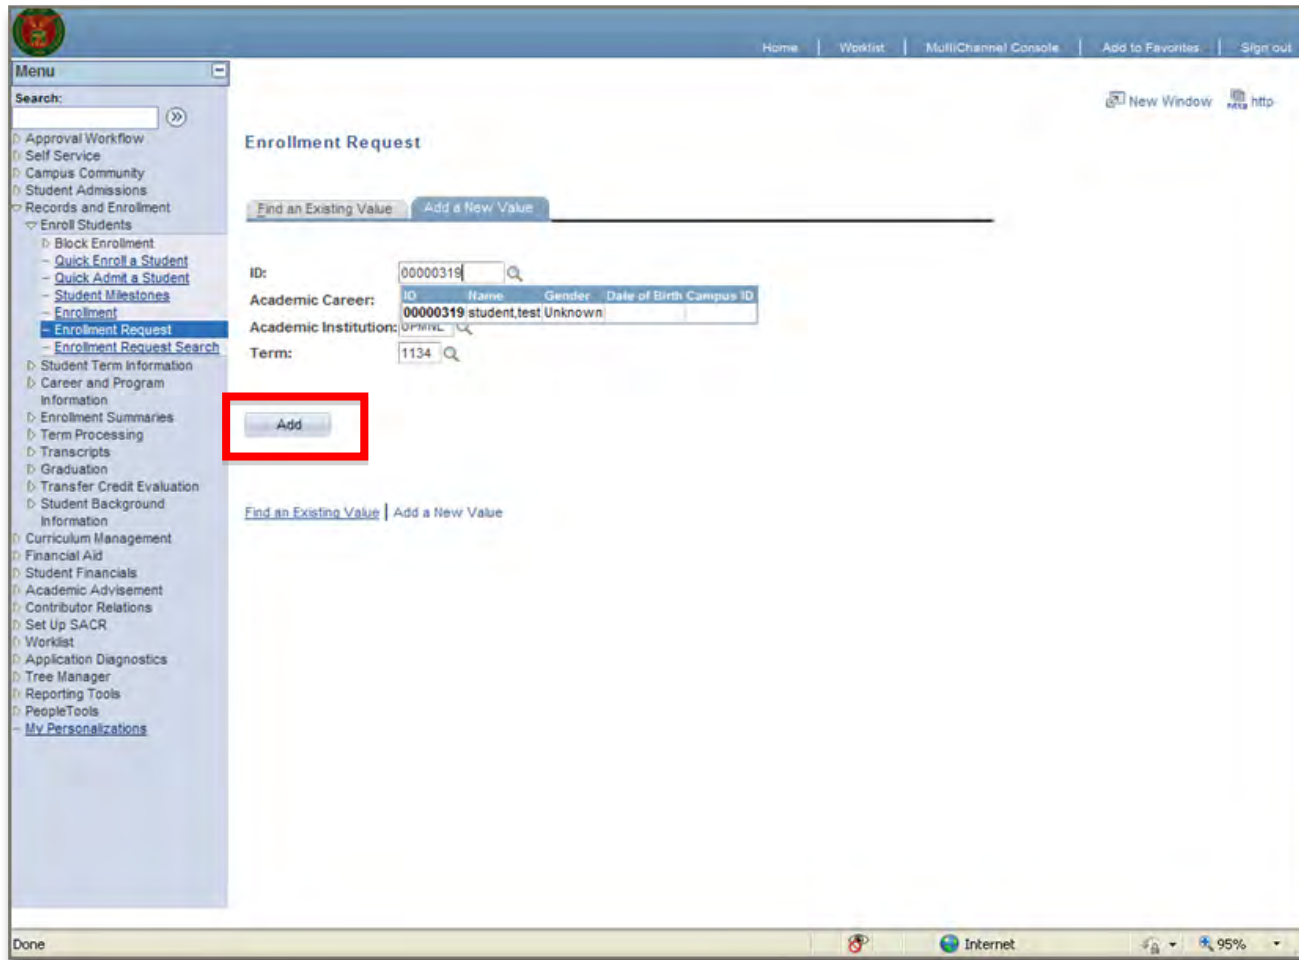 Home | Worklist | MultiChannel Console | Add to Favorites | Sign out
Menu
Search:
New Window http
Approval Workflow
Self Service
Campus Community
Student Admissions
Records and Enrollment
Enroll Students
Block Enrollment
Quick Enroll a Student
Quick Admit a Student
Student Milestones
Enrollment
Enrollment Request
Enrollment Request Search
Student Term Information
Career and Program
Information
Enrollment Summaries
Term Processing
Transcripts
Graduation
Transfer Credit Evaluation
Student Background
Information
Curriculum Management
Financial Aid
Student Financials
Academic Advisement
Contributor Relations
Set Up SACR
Worklist
Application Diagnostics
Tree Manager
Reporting Tools
PeopleTools
My Personalizations
Enrollment Request
Find an Existing Value Add a New Value
ID: 00000319
Academic Career:
ID Name Gender Date of Birth Campus ID
00000319 student,test Unknown
Academic Institution: UPMNL
Term: 1134
Add
Find an Existing Value | Add a New Value
Done Internet 95%